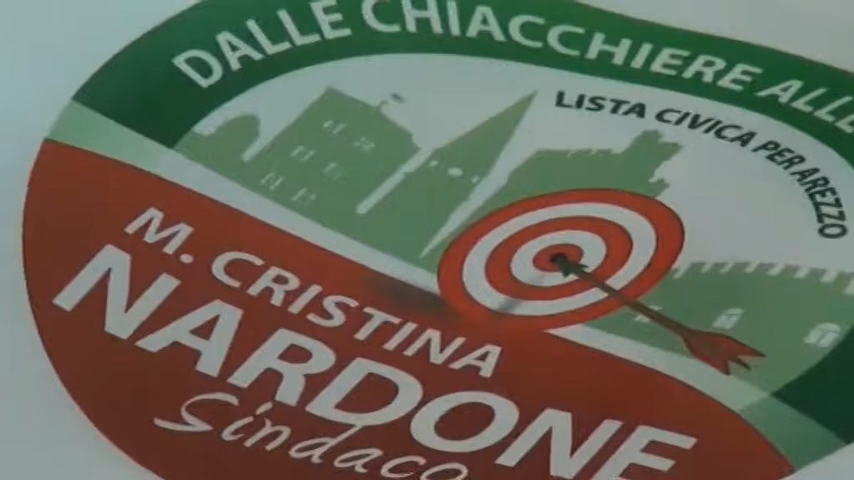 DALLE CHIACCHIERE ALLE
LISTA CIVICA PER AREZZO
M. CRISTINA
NARDONE
Sindaco